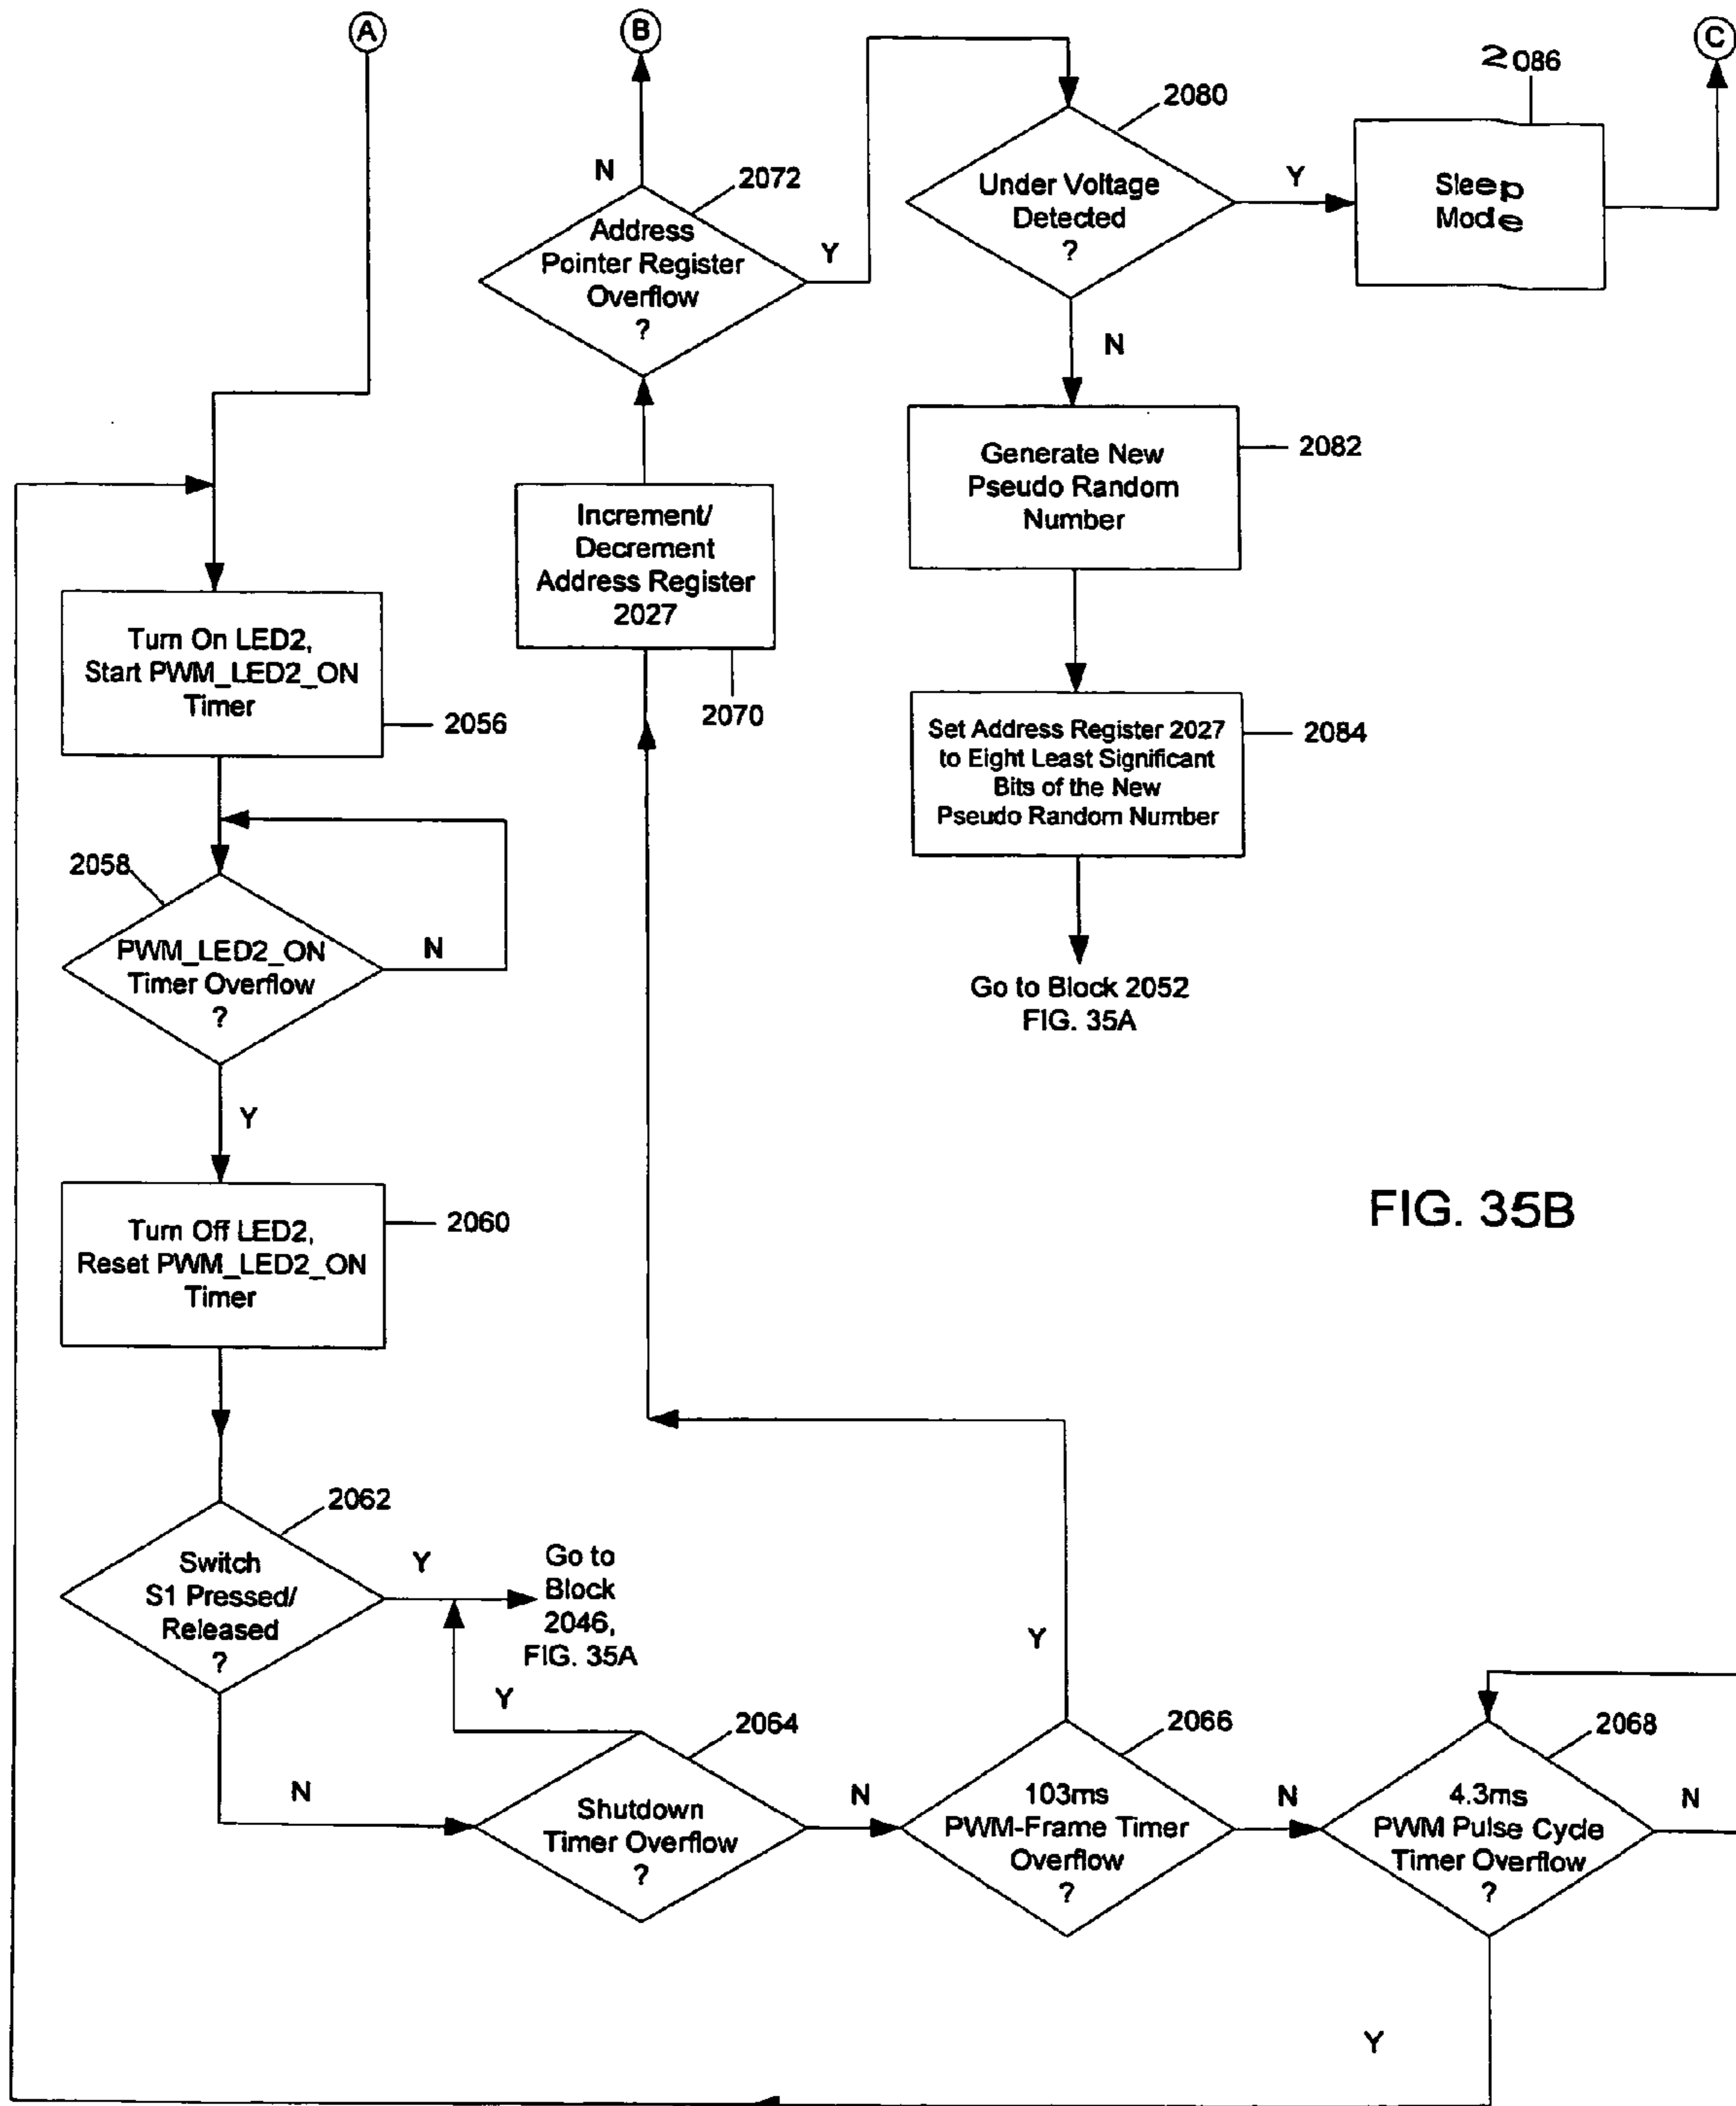 A
B
C
2086
2080
Under Voltage
Detected
?
Y
Sleep
Mode
N
2072
Address
Pointer Register
Overflow
?
Y
N
Generate New
Pseudo Random
Number
2082
Increment/
Decrement
Address Register
2027
2070
Set Address Register 2027
to Eight Least Significant
Bits of the New
Pseudo Random Number
2084
Go to Block 2052
FIG. 35A
Turn On LED2,
Start PWM_LED2_ON
Timer
2056
2058
PWM_LED2_ON
Timer Overflow
?
N
Y
Turn Off LED2,
Reset PWM_LED2_ON
Timer
2060
FIG. 35B
2062
Switch
S1 Pressed/
Released
?
Y
Go to
Block
2046,
FIG. 35A
N
Y
2064
Shutdown
Timer Overflow
?
N
Y
2066
103ms
PWM-Frame Timer
Overflow
?
N
2068
4.3ms
PWM Pulse Cycle
Timer Overflow
?
N
Y